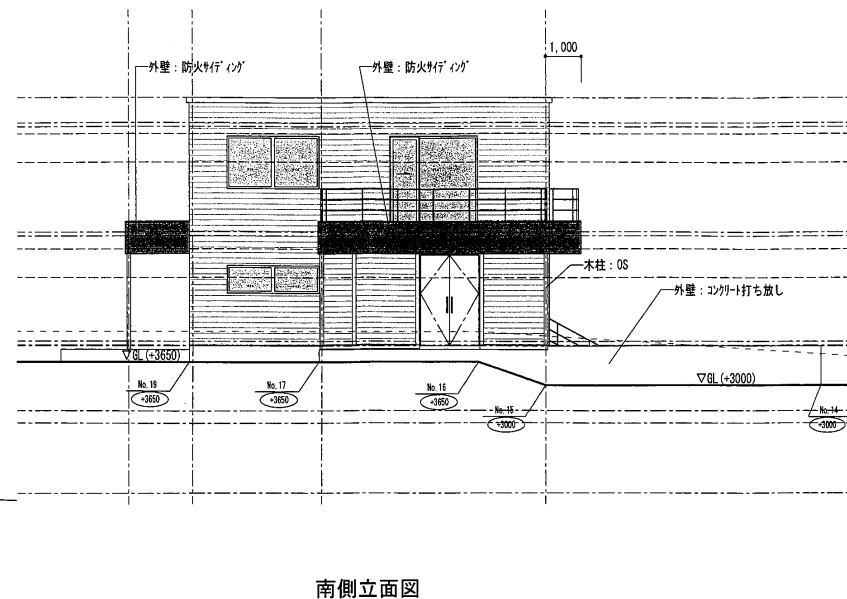 1,000
外壁：防火ｻｲﾃﾞｨﾝｸﾞ
外壁：防火ｻｲﾃﾞｨﾝｸﾞ
木柱：OS
外壁：ｺﾝｸﾘｰﾄ打ち放し
▽GL(+3650)
▽GL(+3000)
No.19
+3650
No.17
+3650
No.16
+3650
No.15
+3000
No.14
+3000
南側立面図